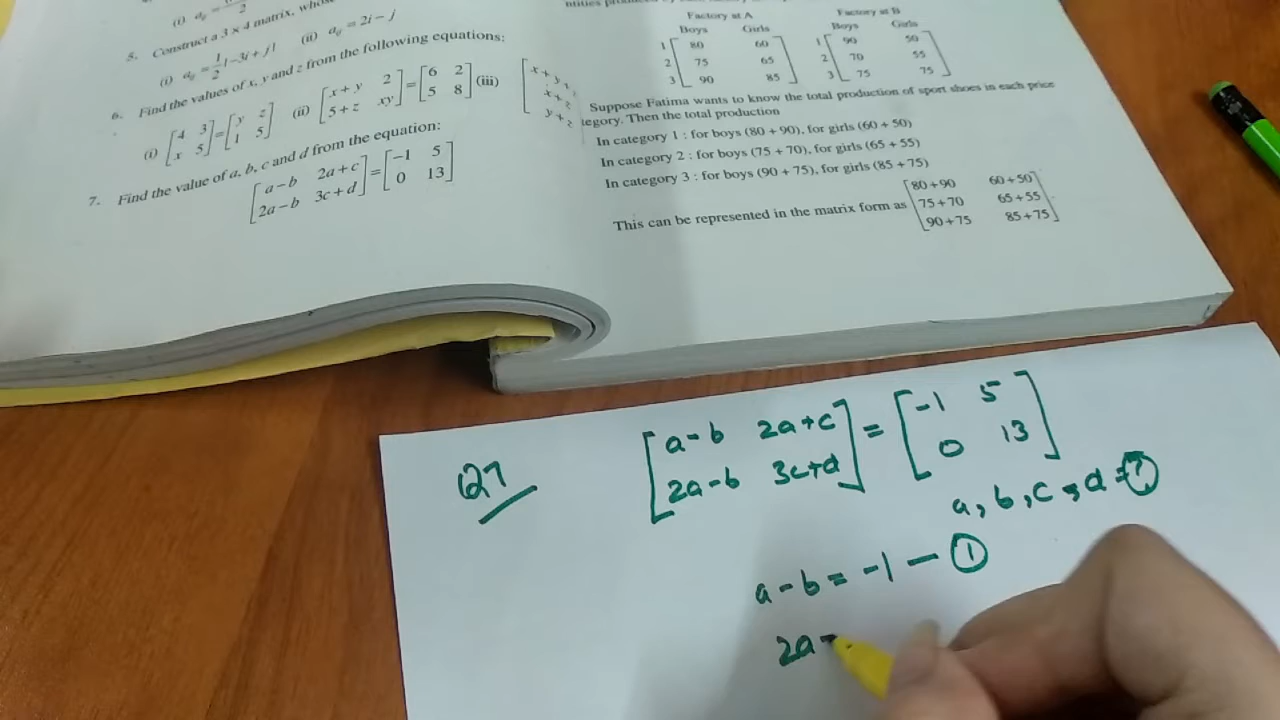 (i) a_ij = 2
5. Construct a 3 × 4 matrix, whose
(i) a_ij = 1/2 |−3i + j| (ii) a_ij = 2i − j
6. Find the values of x, y and z from the following equations:
(i) [4 3; x 5] = [y z; 1 5] (ii) [x + y 2; 5 + z xy] = [6 2; 5 8] (iii) [x + y +; x + z; y + z
7. Find the value of a, b, c and d from the equation:
[a − b 2a + c; 2a − b 3c + d] = [−1 5; 0 13]
Factory at A Factory at B
Boys Girls Boys Girls
1 [80 60] 1 [90 50]
2 [75 65] 2 [70 55]
3 [90 85] 3 [75 75]
Suppose Fatima wants to know the total production of sport shoes in each price
tegory. Then the total production
In category 1 : for boys (80 + 90), for girls (60 + 50)
In category 2 : for boys (75 + 70), for girls (65 + 55)
In category 3 : for boys (90 + 75), for girls (85 + 75)
This can be represented in the matrix form as [80 + 90 60 + 50; 75 + 70 65 + 55; 90 + 75 85 + 75]
Q7 [a − b 2a + c; 2a − b 3c + d] = [−1 5; 0 13]
a, b, c, d = ?
a − b = −1 — ①
2a −